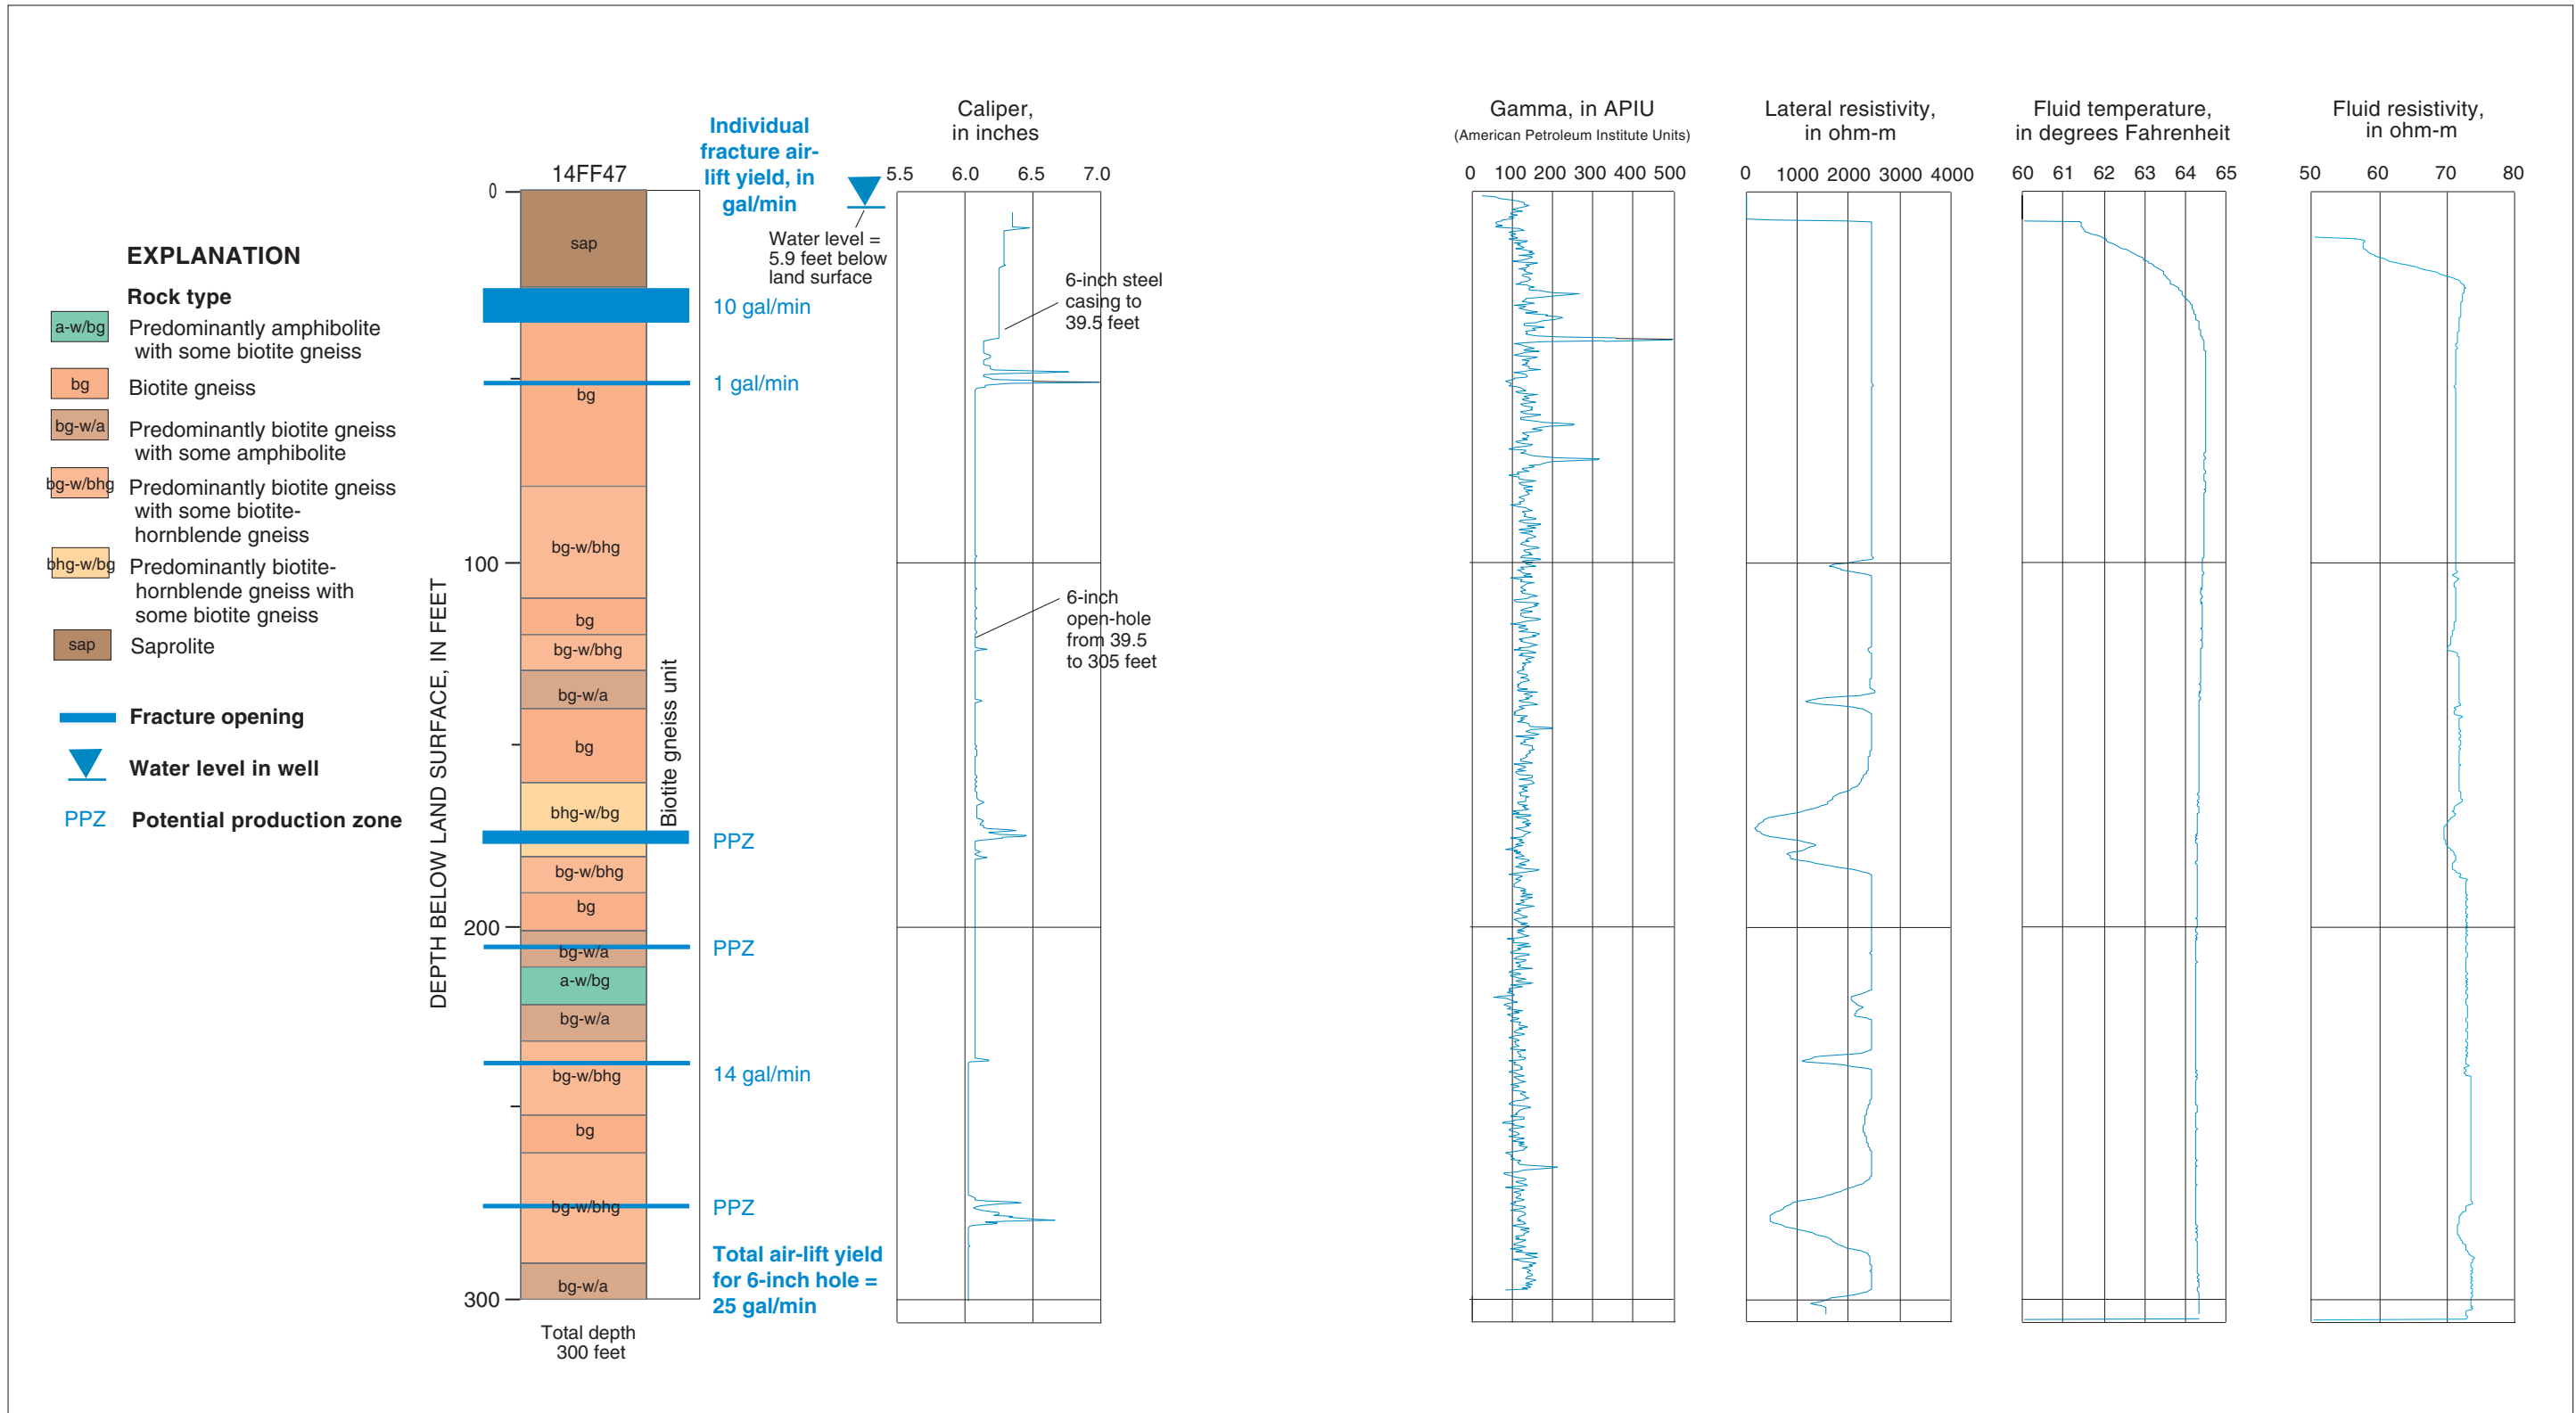 EXPLANATION
Rock type
a-w/bg
Predominantly amphibolite
with some biotite gneiss
bg
Biotite gneiss
bg-w/a
Predominantly biotite gneiss
with some amphibolite
bg-w/bhg
Predominantly biotite gneiss
with some biotite-
hornblende gneiss
bhg-w/bg
Predominantly biotite-
hornblende gneiss with
some biotite gneiss
sap
Saprolite
Fracture opening
Water level in well
PPZ
Potential production zone
DEPTH BELOW LAND SURFACE, IN FEET
0
100
200
300
14FF47
sap
bg
bg-w/bhg
bg
bg-w/bhg
bg-w/a
bg
bhg-w/bg
bg-w/bhg
bg
bg-w/a
a-w/bg
bg-w/a
bg-w/bhg
bg
bg-w/bhg
bg-w/a
Total depth
300 feet
Biotite gneiss unit
Individual
fracture air-
lift yield, in
gal/min
10 gal/min
1 gal/min
PPZ
PPZ
14 gal/min
PPZ
Total air-lift yield
for 6-inch hole =
25 gal/min
Water level =
5.9 feet below
land surface
Caliper,
in inches
5.5 6.0 6.5 7.0
6-inch steel
casing to
39.5 feet
6-inch
open-hole
from 39.5
to 305 feet
Gamma, in APIU
(American Petroleum Institute Units)
0 100 200 300 400 500
Lateral resistivity,
in ohm-m
0 1000 2000 3000 4000
Fluid temperature,
in degrees Fahrenheit
60 61 62 63 64 65
Fluid resistivity,
in ohm-m
50 60 70 80